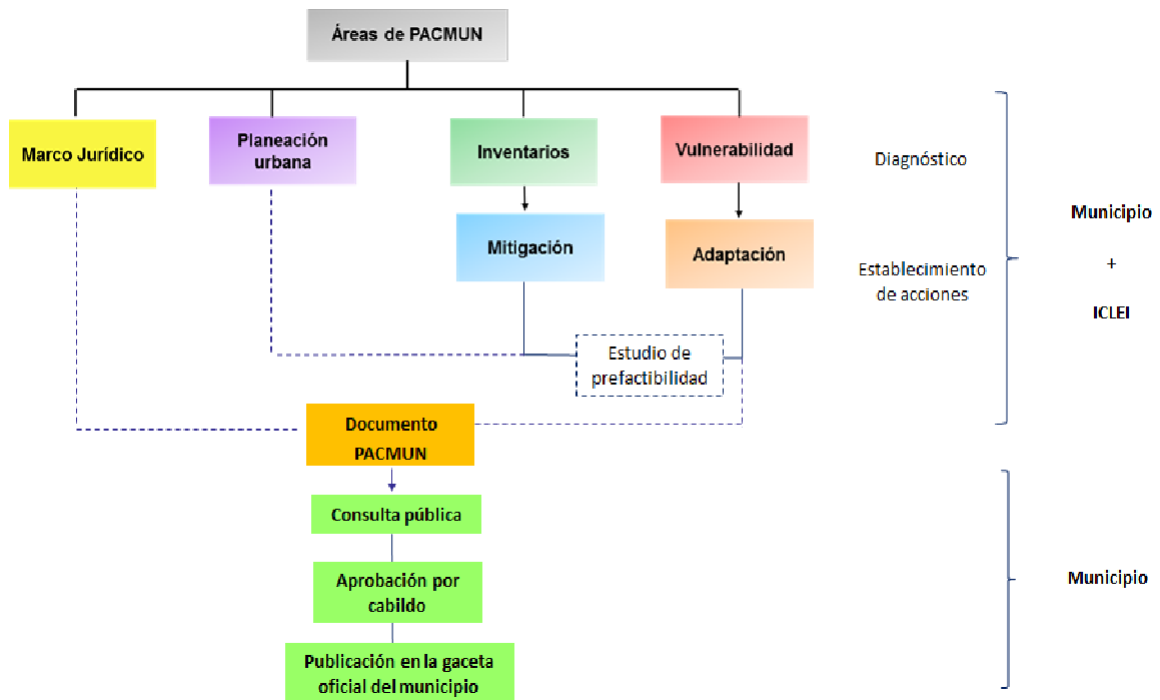 Áreas de PACMUN
Marco Jurídico
Planeación
urbana
Inventarios
Vulnerabilidad
Diagnóstico
Mitigación
Adaptación
Establecimiento
de acciones
Municipio
+
ICLEI
Estudio de
prefactibilidad
Documento
PACMUN
Consulta pública
Aprobación por
cabildo
Publicación en la gaceta
oficial del municipio
Municipio